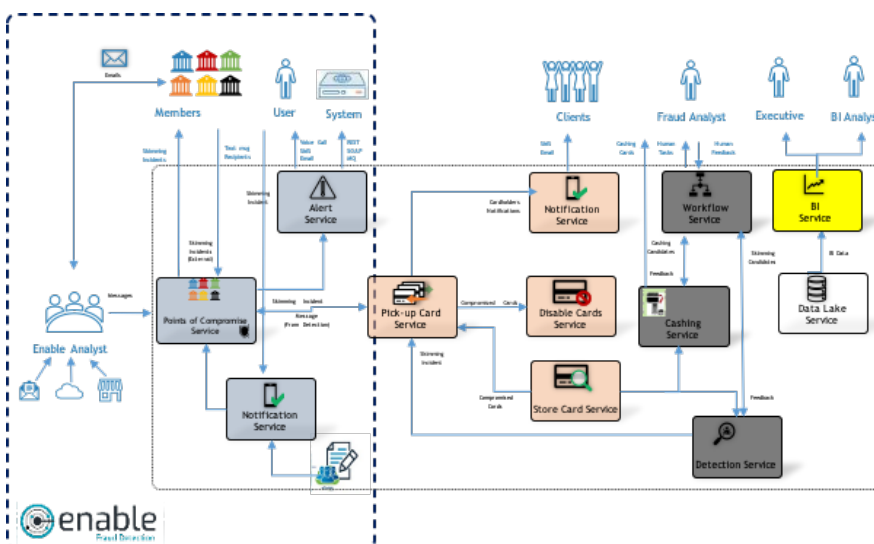 Emails
Members
User
System
Clients
Fraud Analyst
Executive
BI Analys
Skimming
Incidents
Text msg
Recipients
Voice Call
SMS
Email
REST
SOAP
MQ
SMS
Email
Cashing
Cards
Human
Tasks
Human
Feedback
Skimming
Incident
Alert
Service
Cardholders
Notifications
Notification
Service
Workflow
Service
BI
Service
Skimming
Incidents
(External)
Cashing
Candidates
Feedback
Skimming
Candidates
BI Data
Messages
Points of Compromise
Service
Skimming Incident
Message
(From Detection)
Pick-up Card
Service
Compromised Cards
Disable Cards
Service
Cashing
Service
Data Lake
Service
Enable Analyst
Skimming
Incident
Compromised
Cards
Store Card Service
Feedback
Notification
Service
Detection Service
enable
Fraud Detection